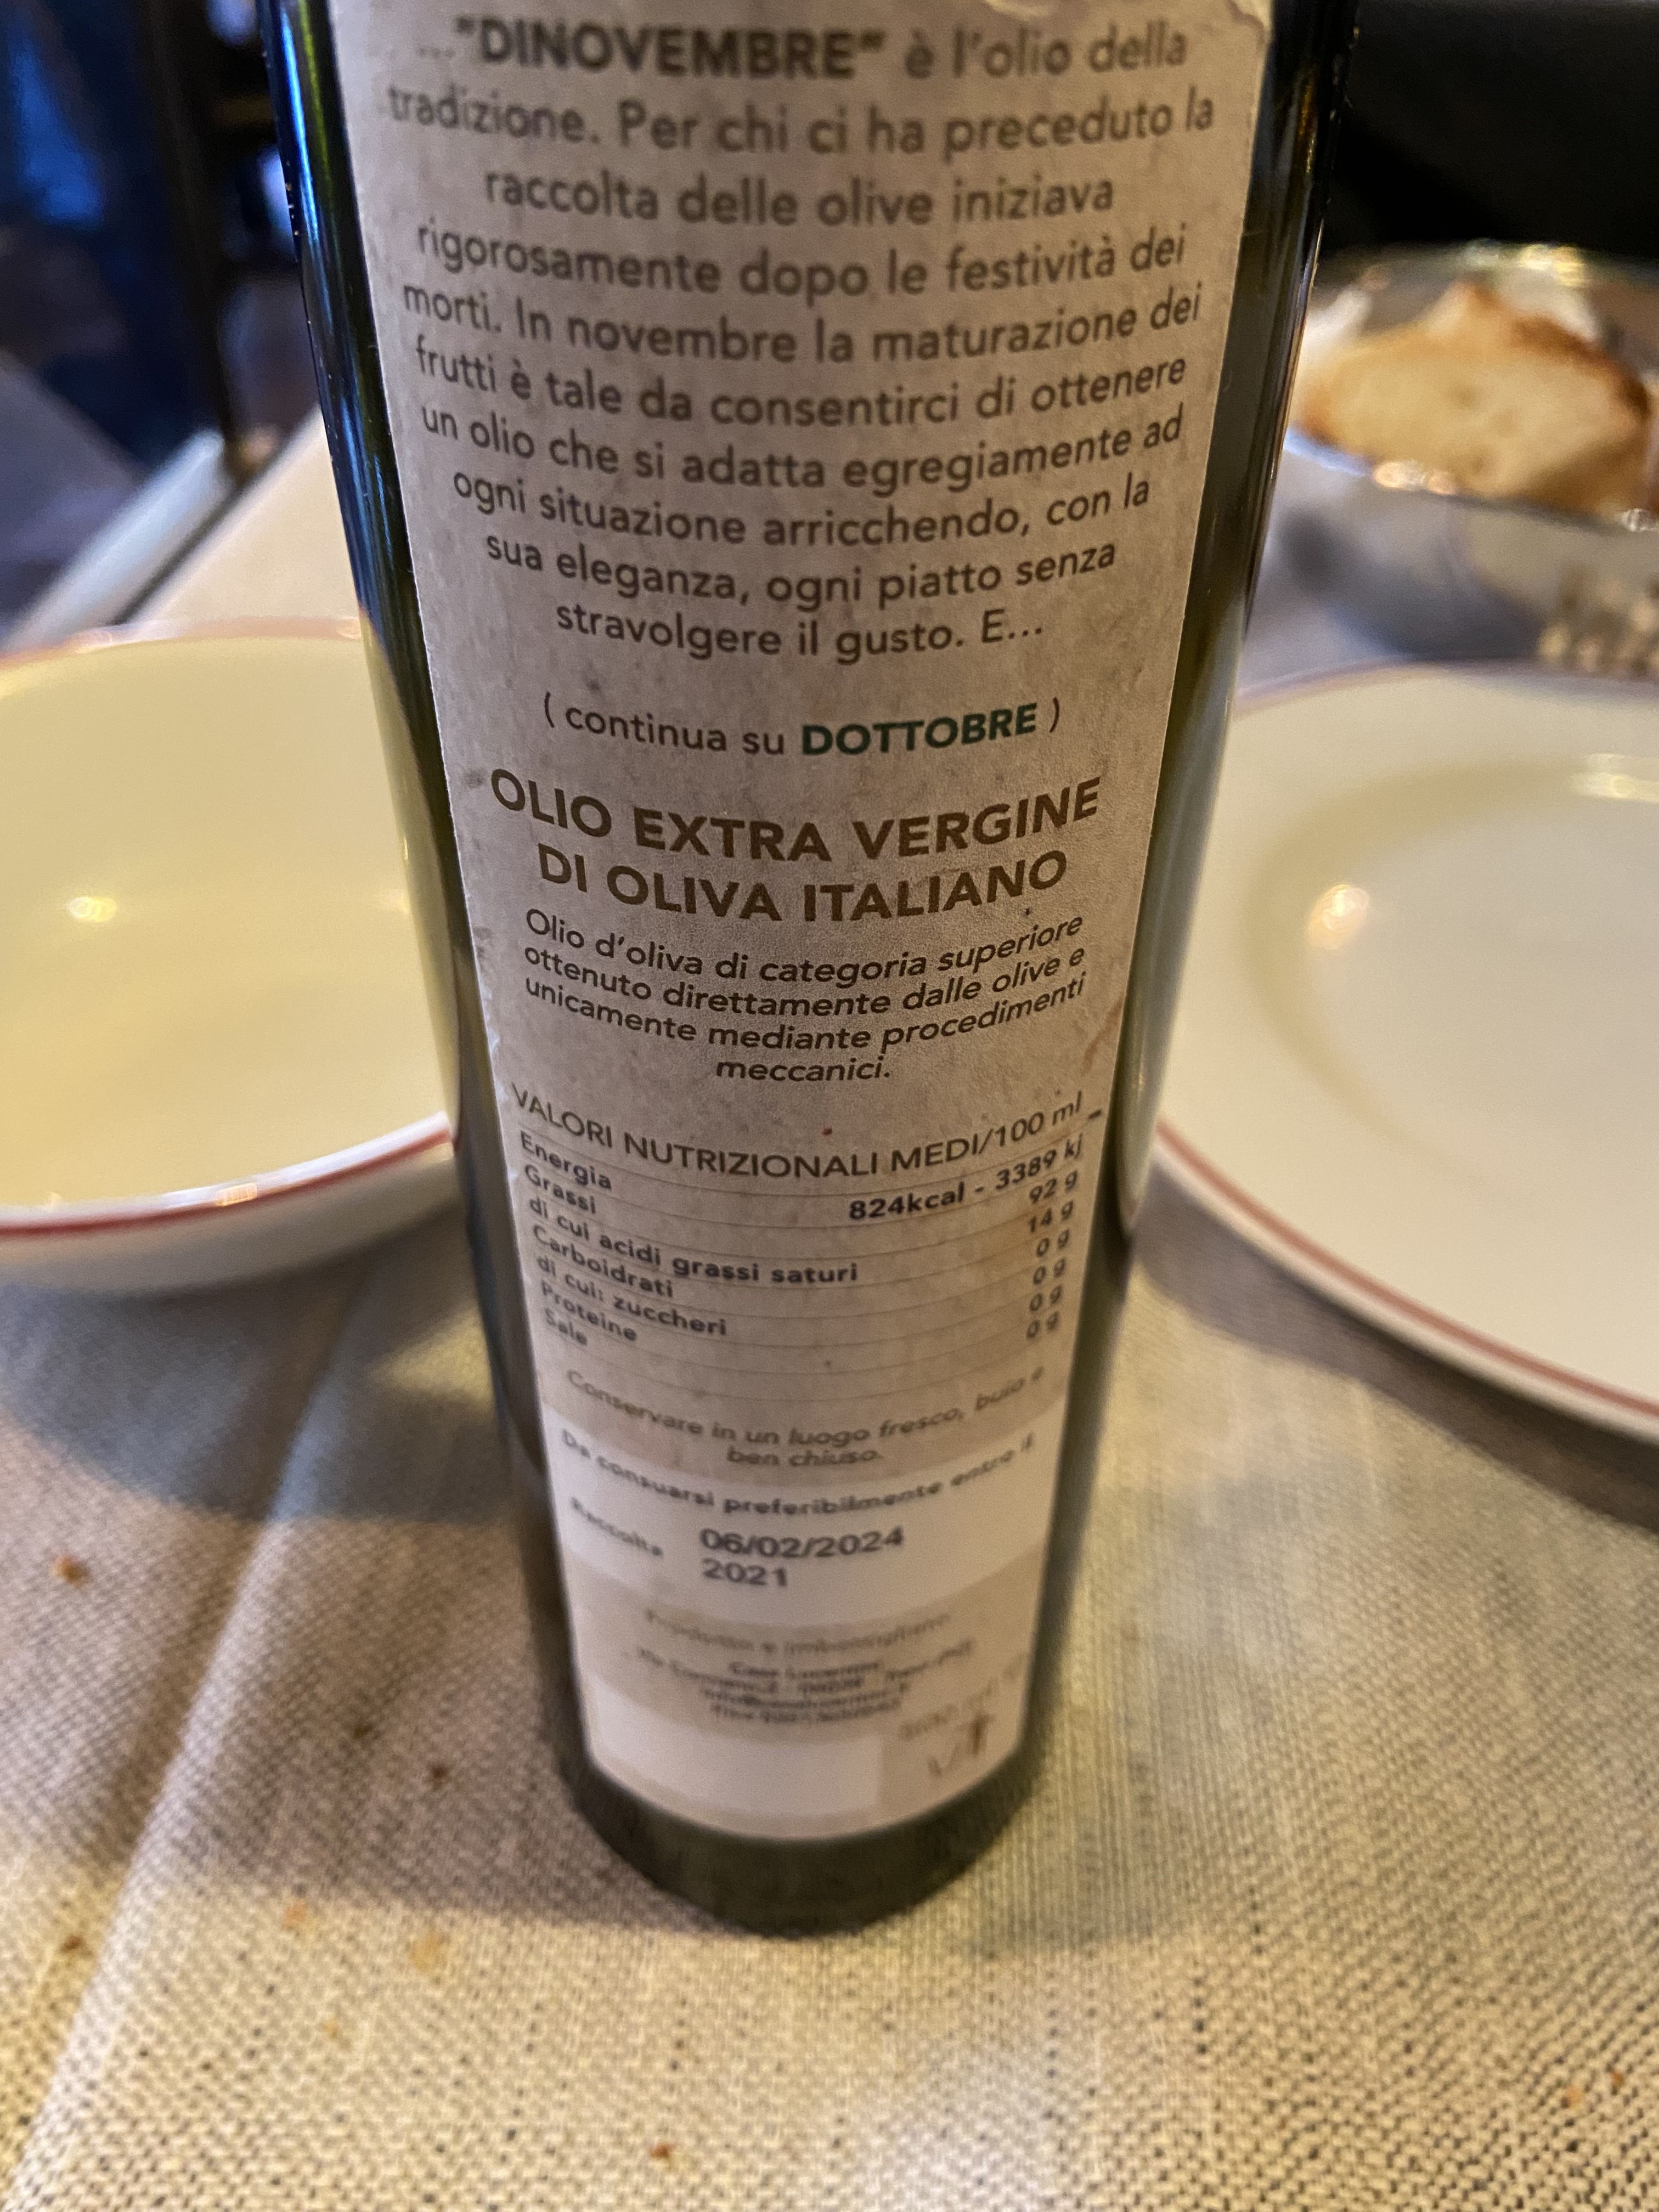 ..."DINOVEMBRE" è l'olio della
tradizione. Per chi ci ha preceduto la
raccolta delle olive iniziava
rigorosamente dopo le festività dei
morti. In novembre la maturazione dei
frutti è tale da consentirci di ottenere
un olio che si adatta egregiamente ad
ogni situazione arricchendo, con la
sua eleganza, ogni piatto senza
stravolgere il gusto. E...
( continua su DOTTOBRE )
OLIO EXTRA VERGINE
DI OLIVA ITALIANO
Olio d'oliva di categoria superiore
ottenuto direttamente dalle olive e
unicamente mediante procedimenti
meccanici.
VALORI NUTRIZIONALI MEDI/100 ml
Energia 824kcal - 3389 kj
Grassi 92 g
di cui acidi grassi saturi 14 g
Carboidrati 0 g
di cui: zuccheri 0 g
Proteine 0 g
Sale 0 g
Conservare in un luogo fresco, buio e
ben chiuso.
Da consuarsi preferibilmente entro il
06/02/2024
Raccolta 2021
Prodotto e imbottigliato